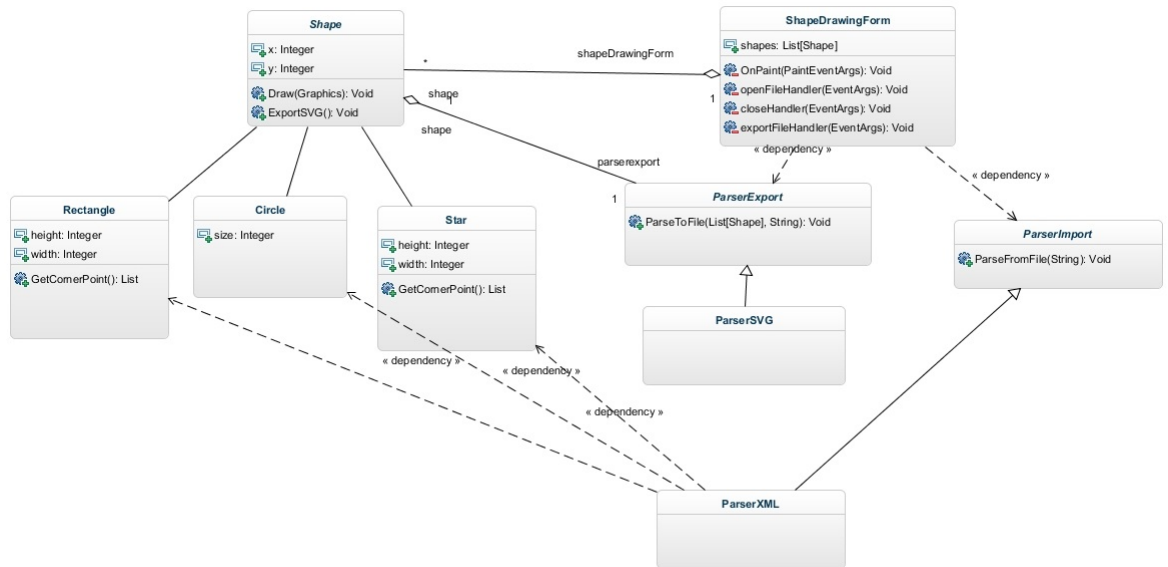 Shape
x: Integer
y: Integer
Draw(Graphics): Void
ExportSVG(): Void
ShapeDrawingForm
shapes: List[Shape]
OnPaint(PaintEventArgs): Void
openFileHandler(EventArgs): Void
closeHandler(EventArgs): Void
exportFileHandler(EventArgs): Void
shapeDrawingForm
*
1
shape
1
shape
parserexport
1
« dependency »
« dependency »
ParserExport
ParseToFile(List[Shape], String): Void
ParserImport
ParseFromFile(String): Void
Rectangle
height: Integer
width: Integer
GetCornerPoint(): List
Circle
size: Integer
Star
height: Integer
width: Integer
GetCornerPoint(): List
ParserSVG
« dependency »
« dependency »
« dependency »
ParserXML